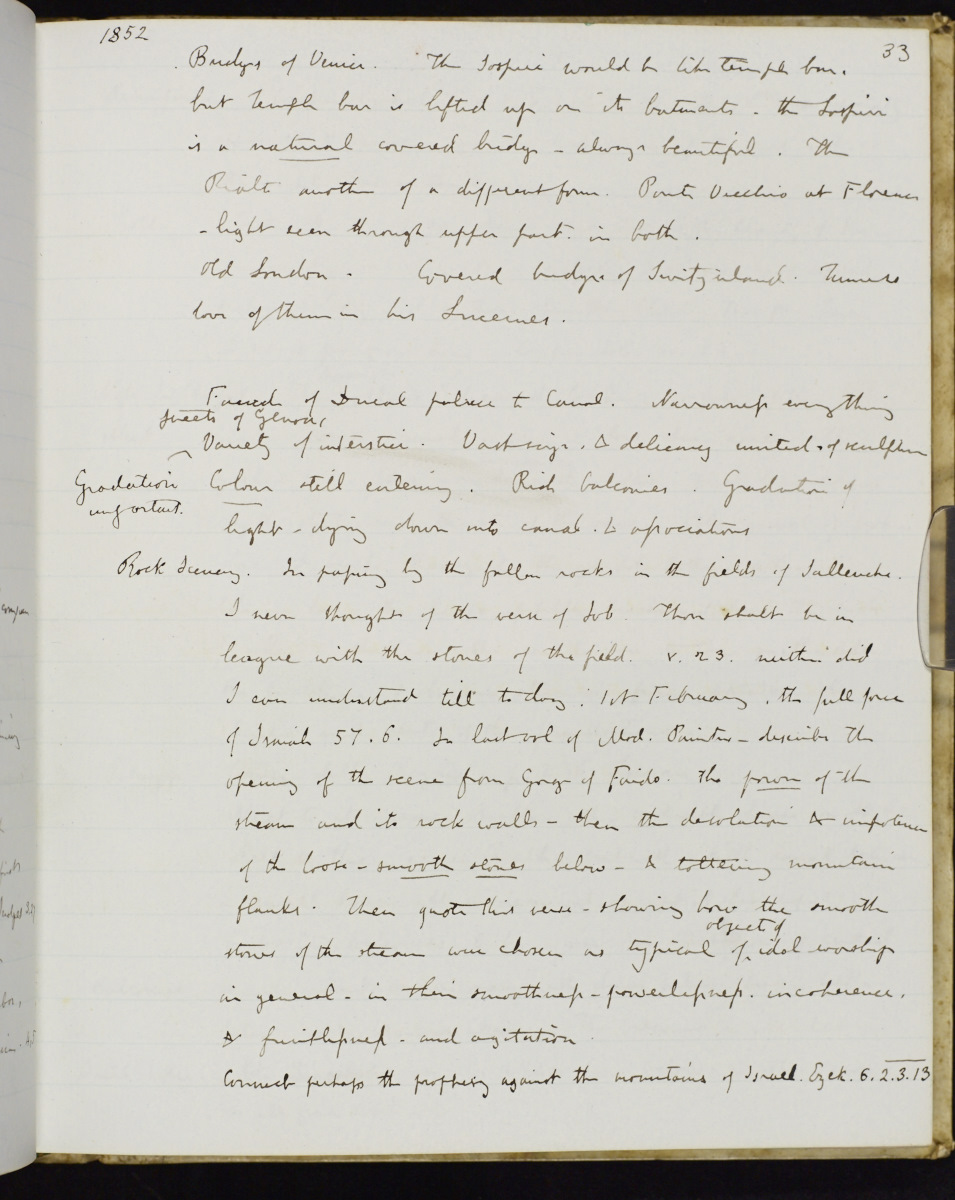 1852
33
Bridges of Venice. The Sospiri would be like temple bar.
but temple bar is lifted up on its butments - the Sospiri
is a natural covered bridge - always beautiful. The
Rialto another of a different form. Ponte Vecchio at Florence
- light seen through upper part. in both.
Old London - Covered bridges of Switzerland. Turners
love of them in his Lucernes.
Facade of Ducal palace to Canal. Narrowness everything
streets of Genoa,
Variety of interstice. Vast size. & delicacy united. of sculpture
Gradation
important.
Colour still entering. Rich balconies. Gradation of
light - dying down into canal. & associations
Rock Scenery. In passing by the fallen rocks in the fields of Sallenche.
I never thought of the verse of Job. Thou shalt be in
league with the stones of the field. v. 23. neither did
I ever understand till to day. 1st February. the full force
of Isaiah 57.6. In last vol of Mod. Painters - describe the
opening of the scene from Gorge of Faido. The power of the
stream and its rock walls - then the desolation & impotence
of the loose - smooth stones below - & tottering mountain
flanks. Then quote this verse - showing how the smooth
object of
stones of the stream were chosen as typical of idol worship
in general - in their smoothness - powerlessness. incoherence.
& fruitlessness - and agitation
Connect perhaps the prophesy against the mountains of Israel. Ezek. 6. 2. 3. 13